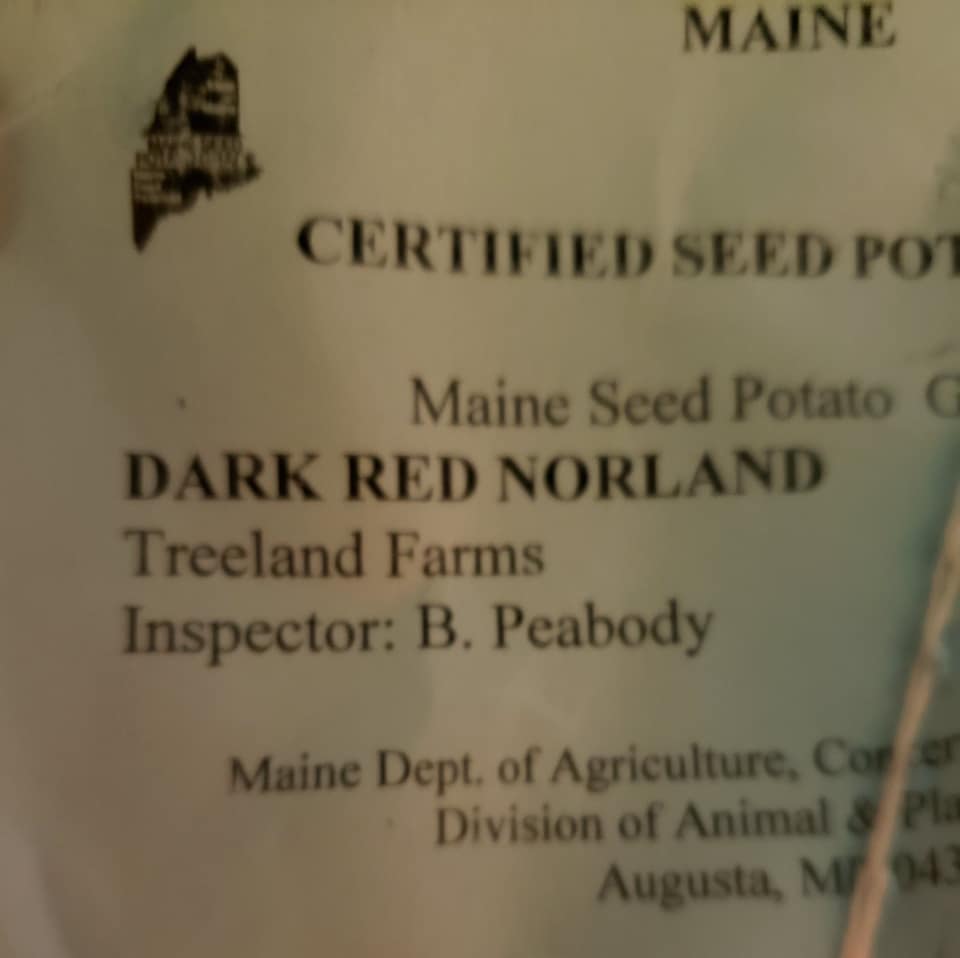 MAINE
CERTIFIED SEED POT
Maine Seed Potato G
DARK RED NORLAND
Treeland Farms
Inspector: B. Peabody
Maine Dept. of Agriculture,
Division of Animal & Pla
Augusta,